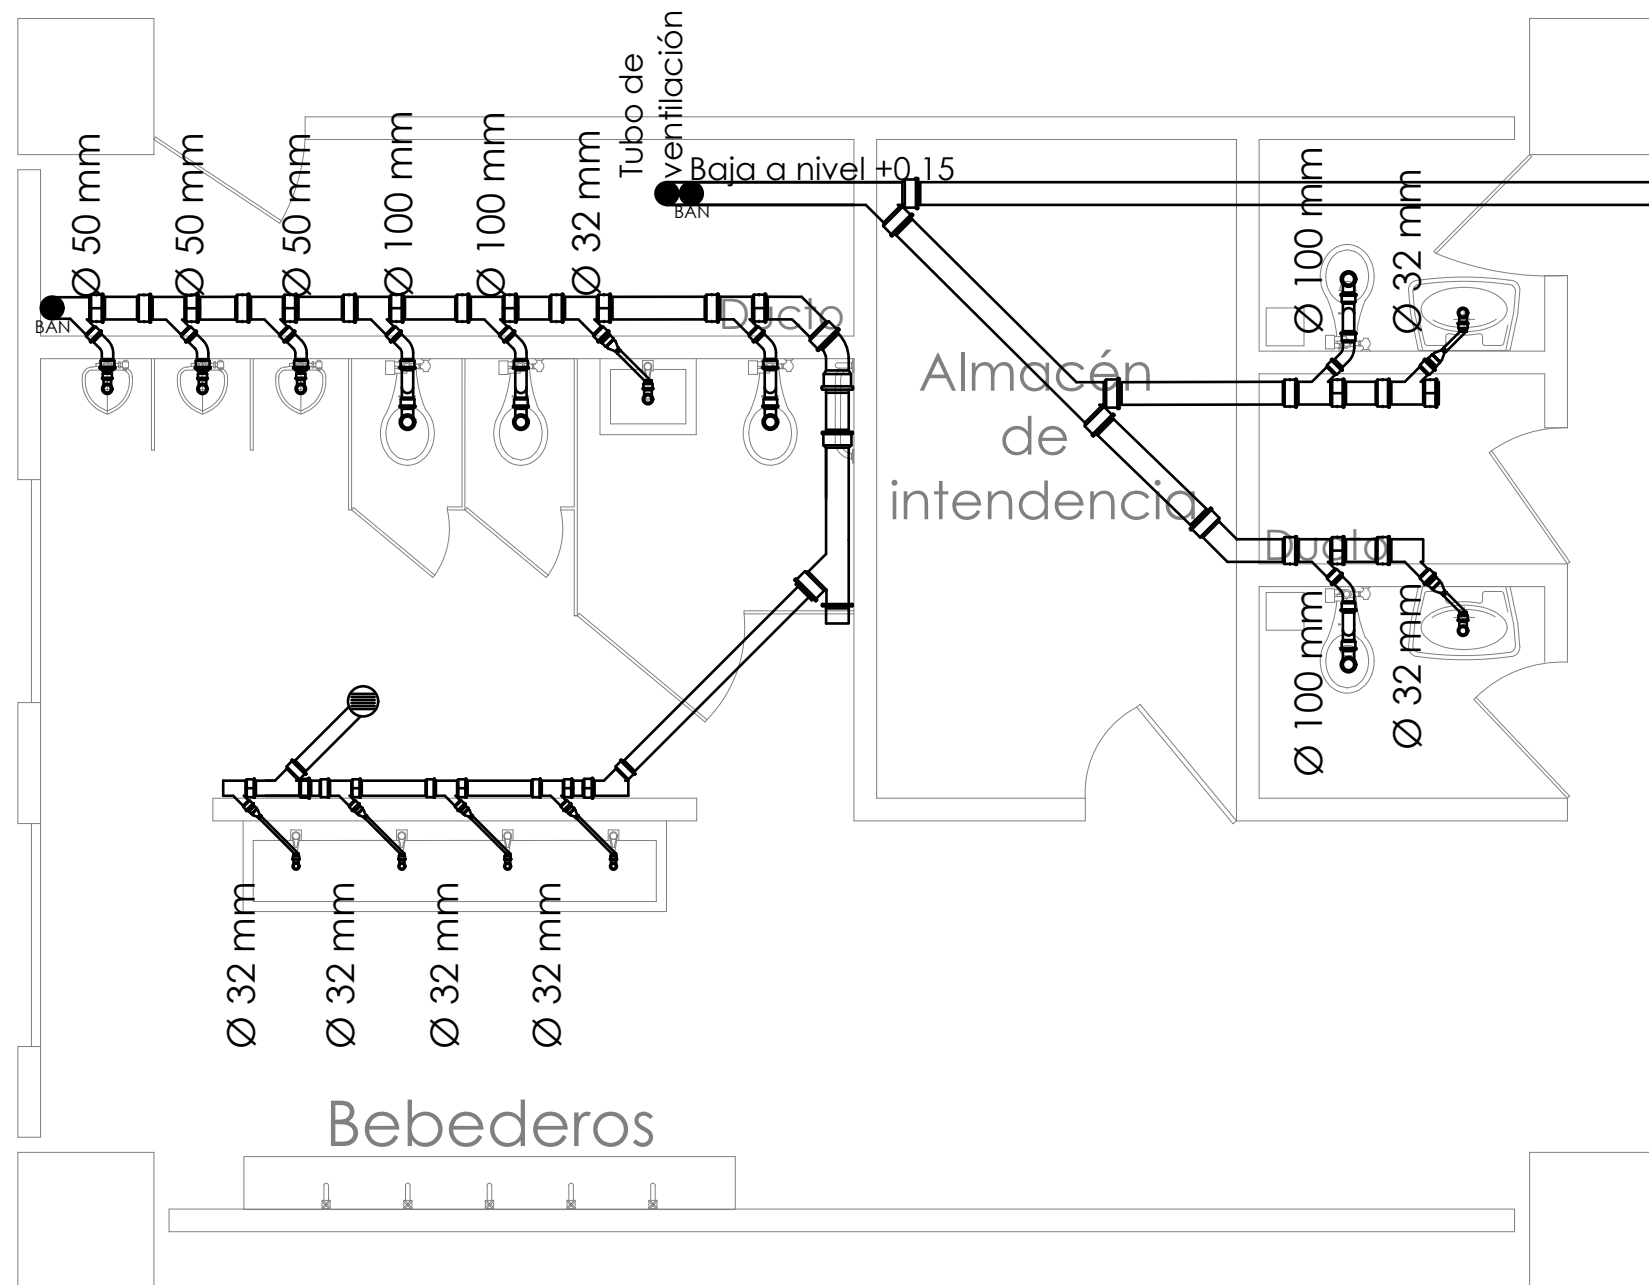 Tubo de
ventilación
Baja a nivel +0.15
BAN
Ø 50 mm
Ø 50 mm
Ø 50 mm
Ø 100 mm
Ø 100 mm
Ø 32 mm
BAN
Ducto
Ø 100 mm
Ø 32 mm
Almacén
de
intendencia
Ducto
Ø 100 mm
Ø 32 mm
Ø 32 mm
Ø 32 mm
Ø 32 mm
Ø 32 mm
Bebederos